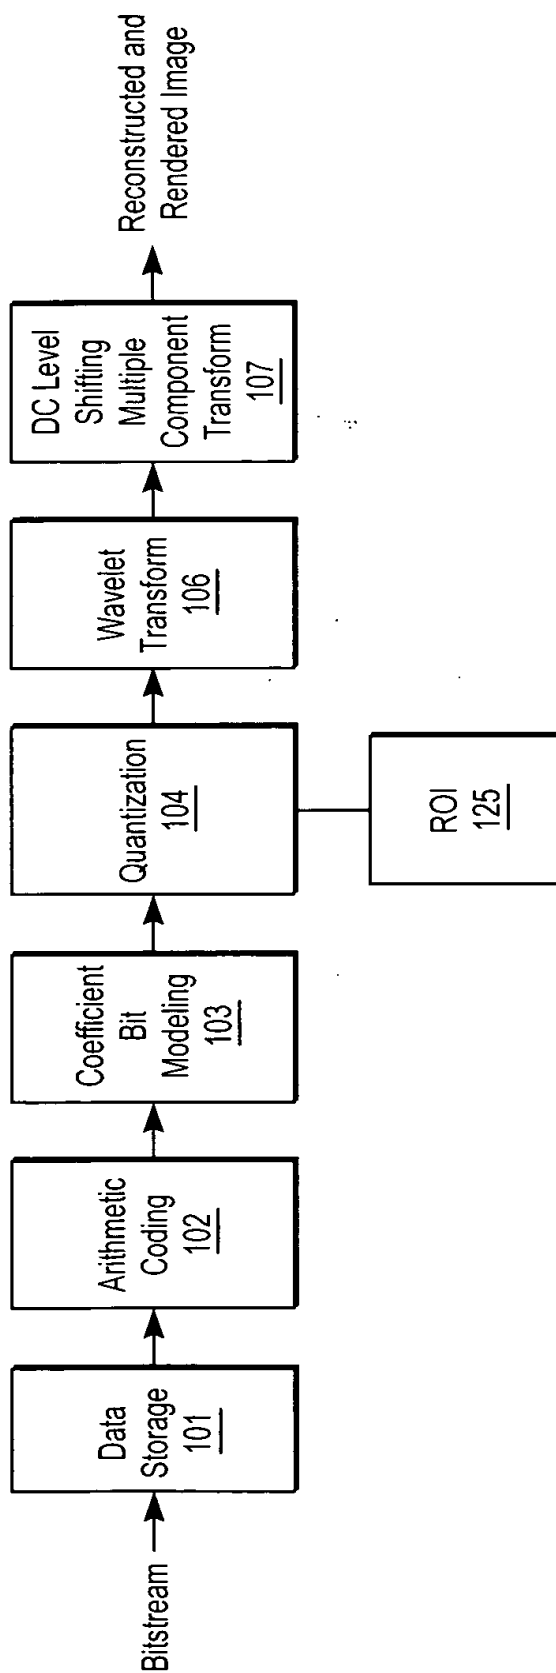 Bitstream
Data
Storage
101
Arithmetic
Coding
102
Coefficient
Bit
Modeling
103
Quantization
104
ROI
125
Wavelet
Transform
106
DC Level
Shifting
Multiple
Component
Transform
107
Reconstructed and
Rendered Image